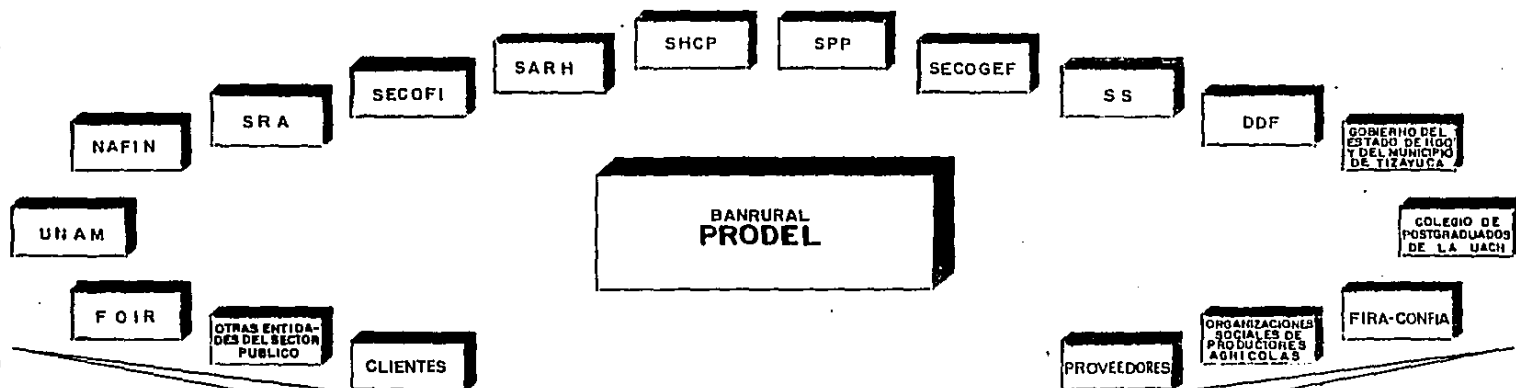 SHCP
SPP
SARH
SECOGEF
SECOFI
SS
SRA
DDF
NAFIN
GOBIERNO DEL
ESTADO DE HGO
Y DEL MUNICIPIO
DE TIZAYUCA
BANRURAL
PRODEL
UNAM
COLEGIO DE
POSTGRADUADOS
DE LA UACH
FOIR
OTRAS ENTIDA-
DES DEL SECTOR
PUBLICO
CLIENTES
PROVEEDORES
ORGANIZACIONES
SOCIALES DE
PRODUCTORES
AGRICOLAS
FIRA-CONFIA